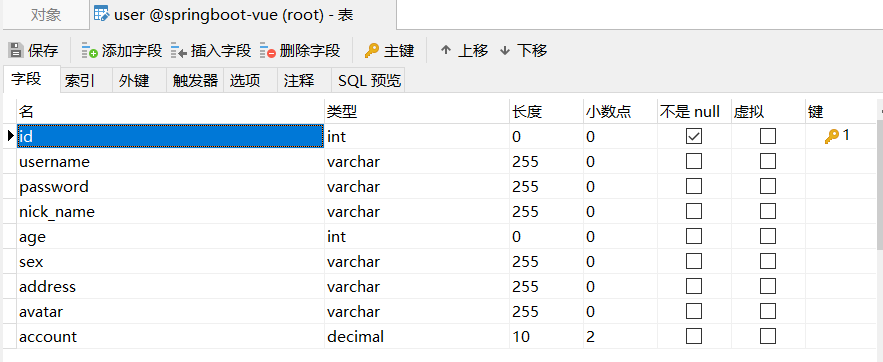 对象 user @springboot-vue (root) - 表
保存 添加字段 插入字段 删除字段 主键 上移 下移
字段 索引 外键 触发器 选项 注释 SQL 预览
名 类型 长度 小数点 不是 null 虚拟 键
id int 0 0 1
username varchar 255 0
password varchar 255 0
nick_name varchar 255 0
age int 0 0
sex varchar 255 0
address varchar 255 0
avatar varchar 255 0
account decimal 10 2